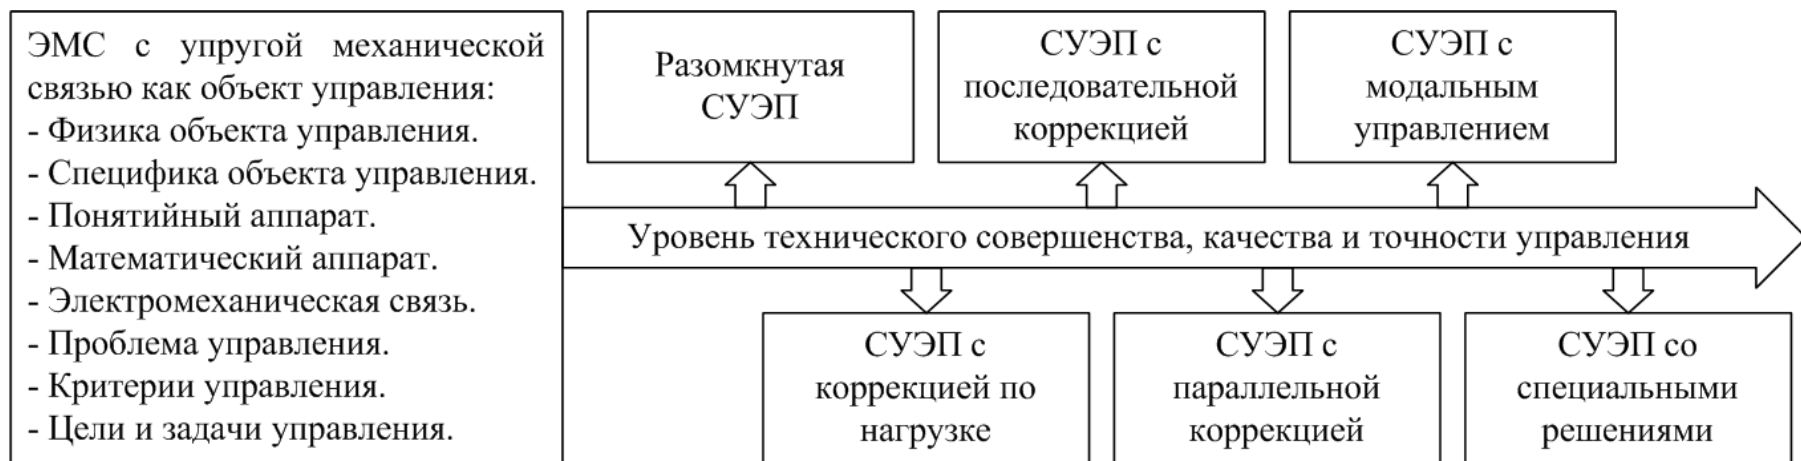 ЭМС с упругой механической
связью как объект управления:
- Физика объекта управления.
- Специфика объекта управления.
- Понятийный аппарат.
- Математический аппарат.
- Электромеханическая связь.
- Проблема управления.
- Критерии управления.
- Цели и задачи управления.
Разомкнутая
СУЭП
СУЭП с
последовательной
коррекцией
СУЭП с
модальным
управлением
Уровень технического совершенства, качества и точности управления
СУЭП с
коррекцией по
нагрузке
СУЭП с
параллельной
коррекцией
СУЭП со
специальными
решениями